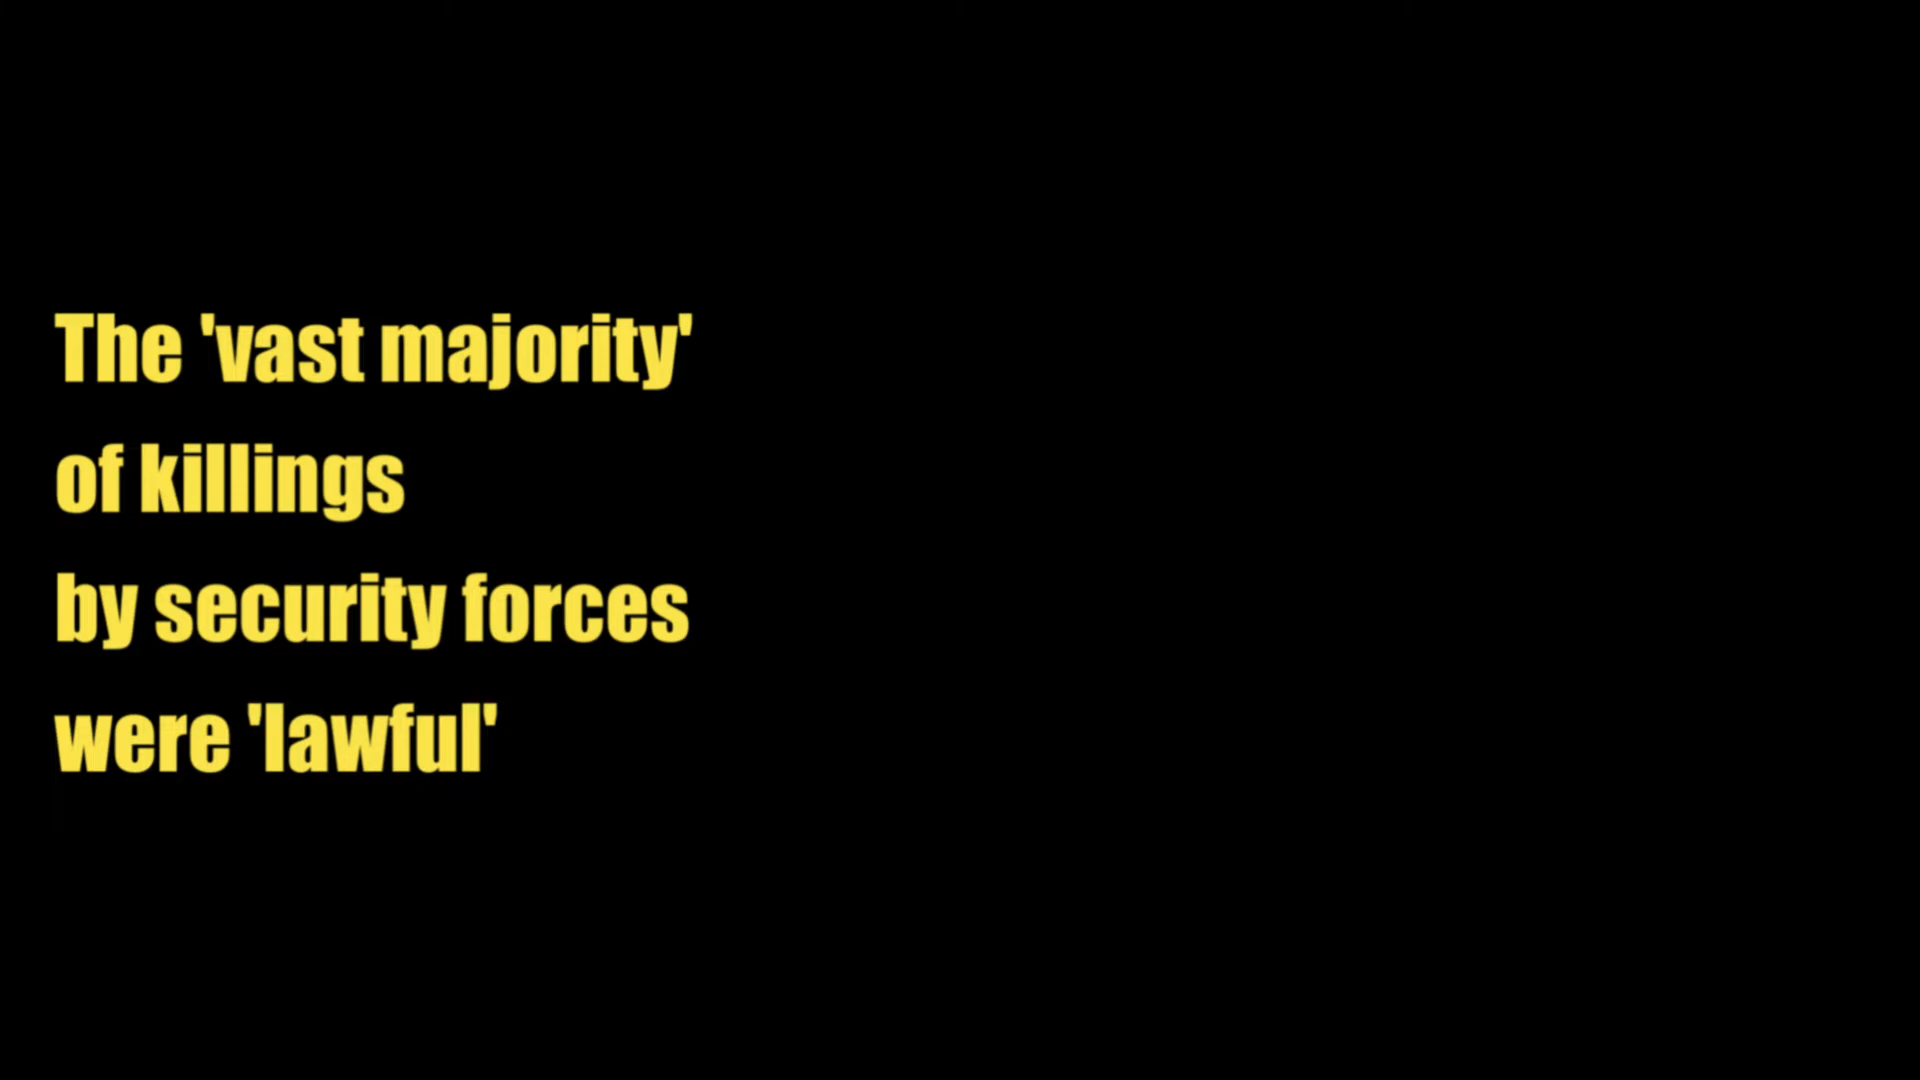 The 'vast majority'
of killings
by security forces
were 'lawful'